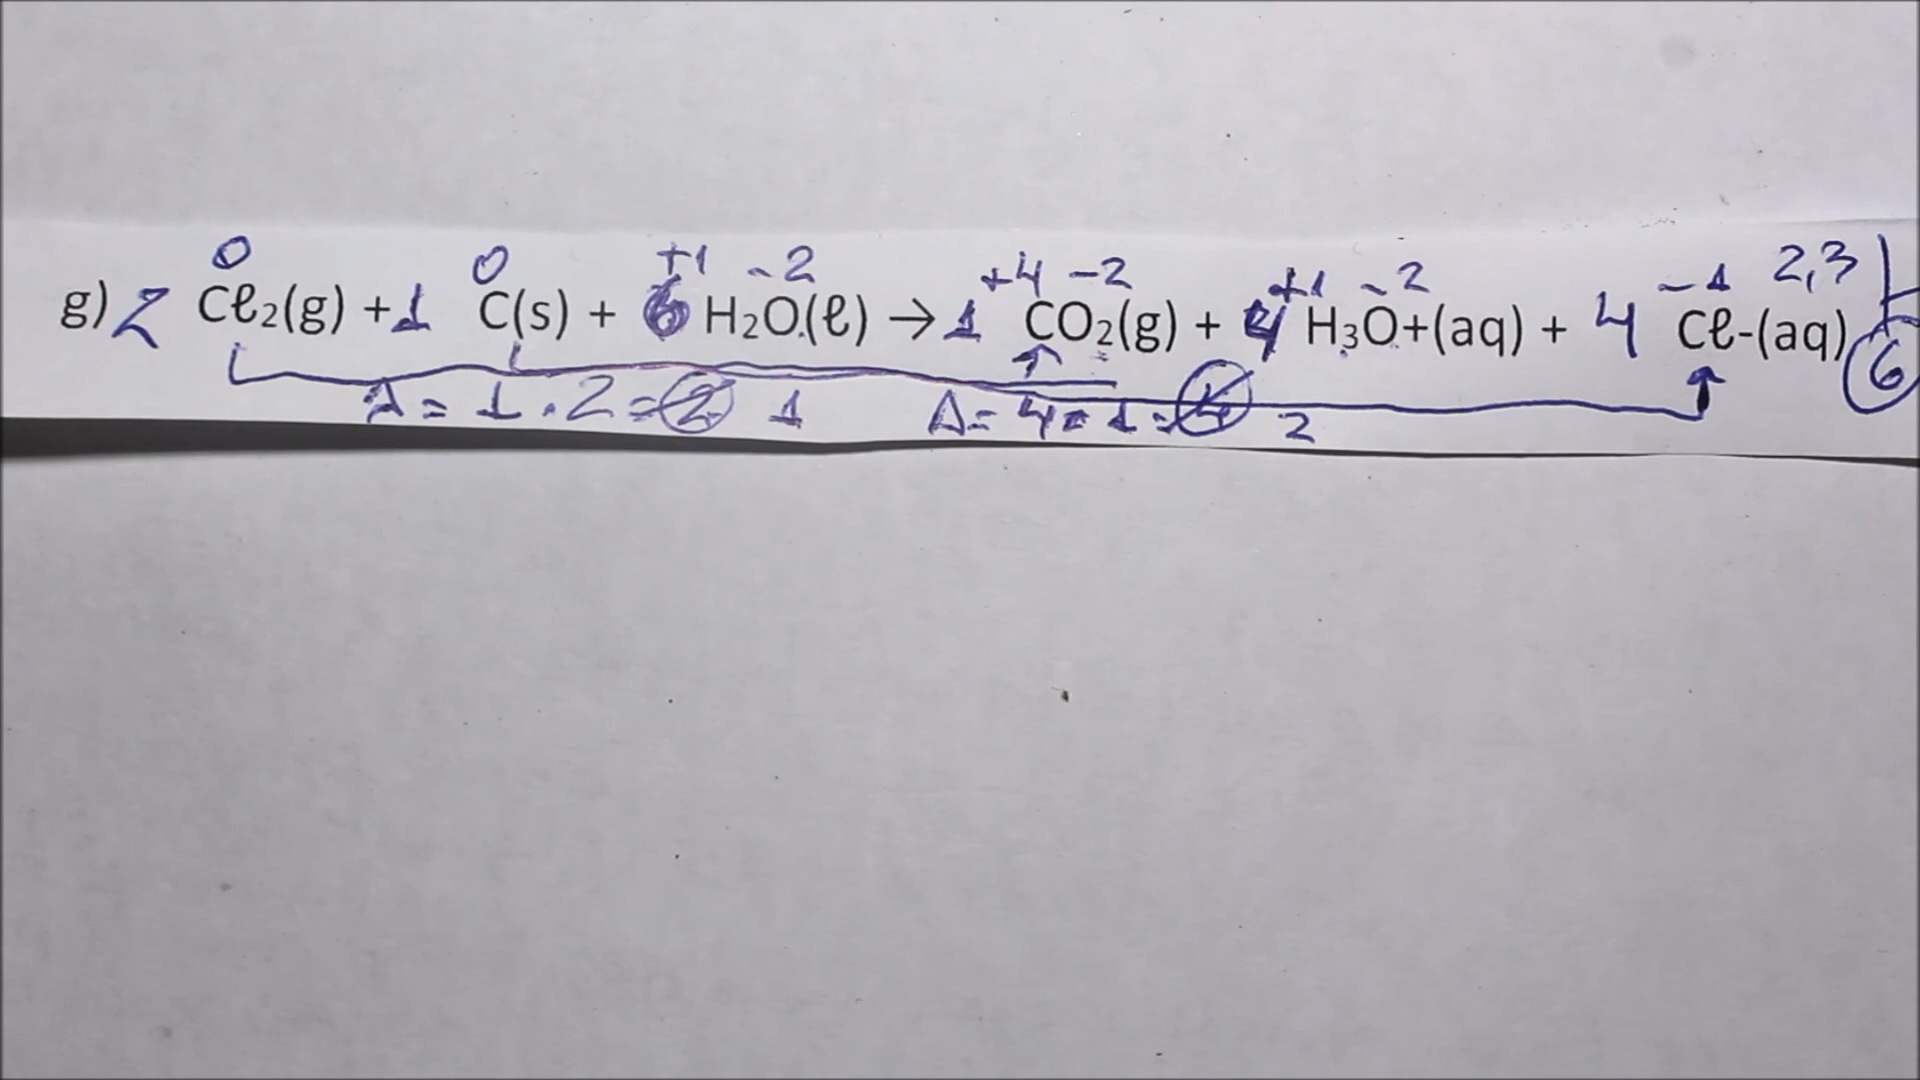 0 0 +1 -2 +4 -2 +1 -2 -1 2,3
g) 2 Cℓ₂(g) + 1 C(s) + 6 H₂O(ℓ) → 1 CO₂(g) + 4 H₃O+(aq) + 4 Cℓ-(aq)
6
Δ= 1.2=2 1 Δ= 4 1=4 2